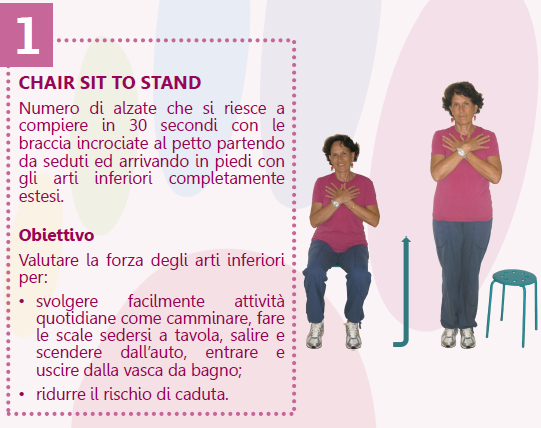 1
CHAIR SIT TO STAND
Numero di alzate che si riesce a
compiere in 30 secondi con le
braccia incrociate al petto partendo
da seduti ed arrivando in piedi con
gli arti inferiori completamente
estesi.
Obiettivo
Valutare la forza degli arti inferiori
per:
• svolgere facilmente attività
quotidiane come camminare, fare
le scale sedersi a tavola, salire e
scendere dall'auto, entrare e
uscire dalla vasca da bagno;
• ridurre il rischio di caduta.